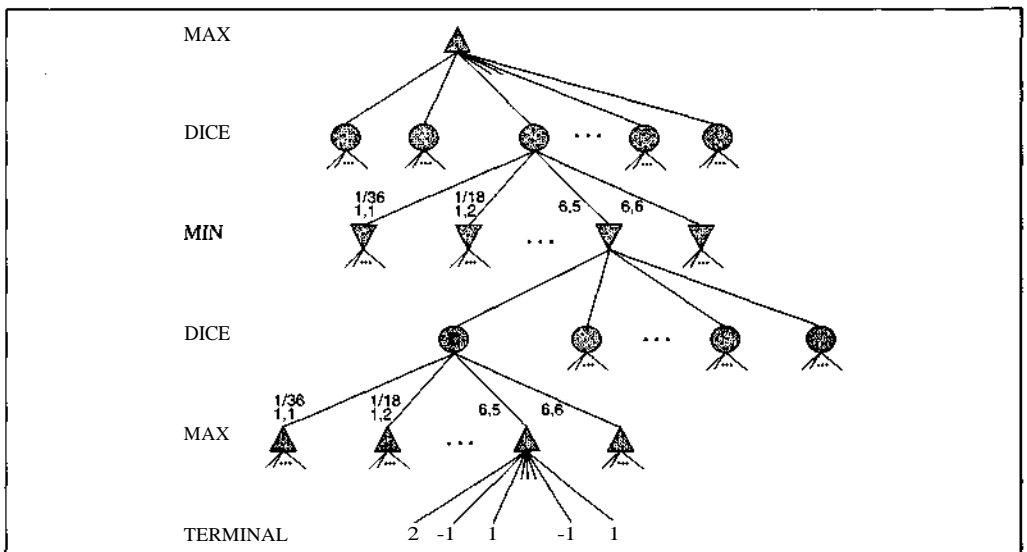 MAX
DICE
...
1/36 1/18
1,1 1,2 6,5 6,6
MIN
...
DICE
...
1/36 1/18
1,1 1,2 6,5 6,6
MAX
...
TERMINAL 2 -1 1 -1 1